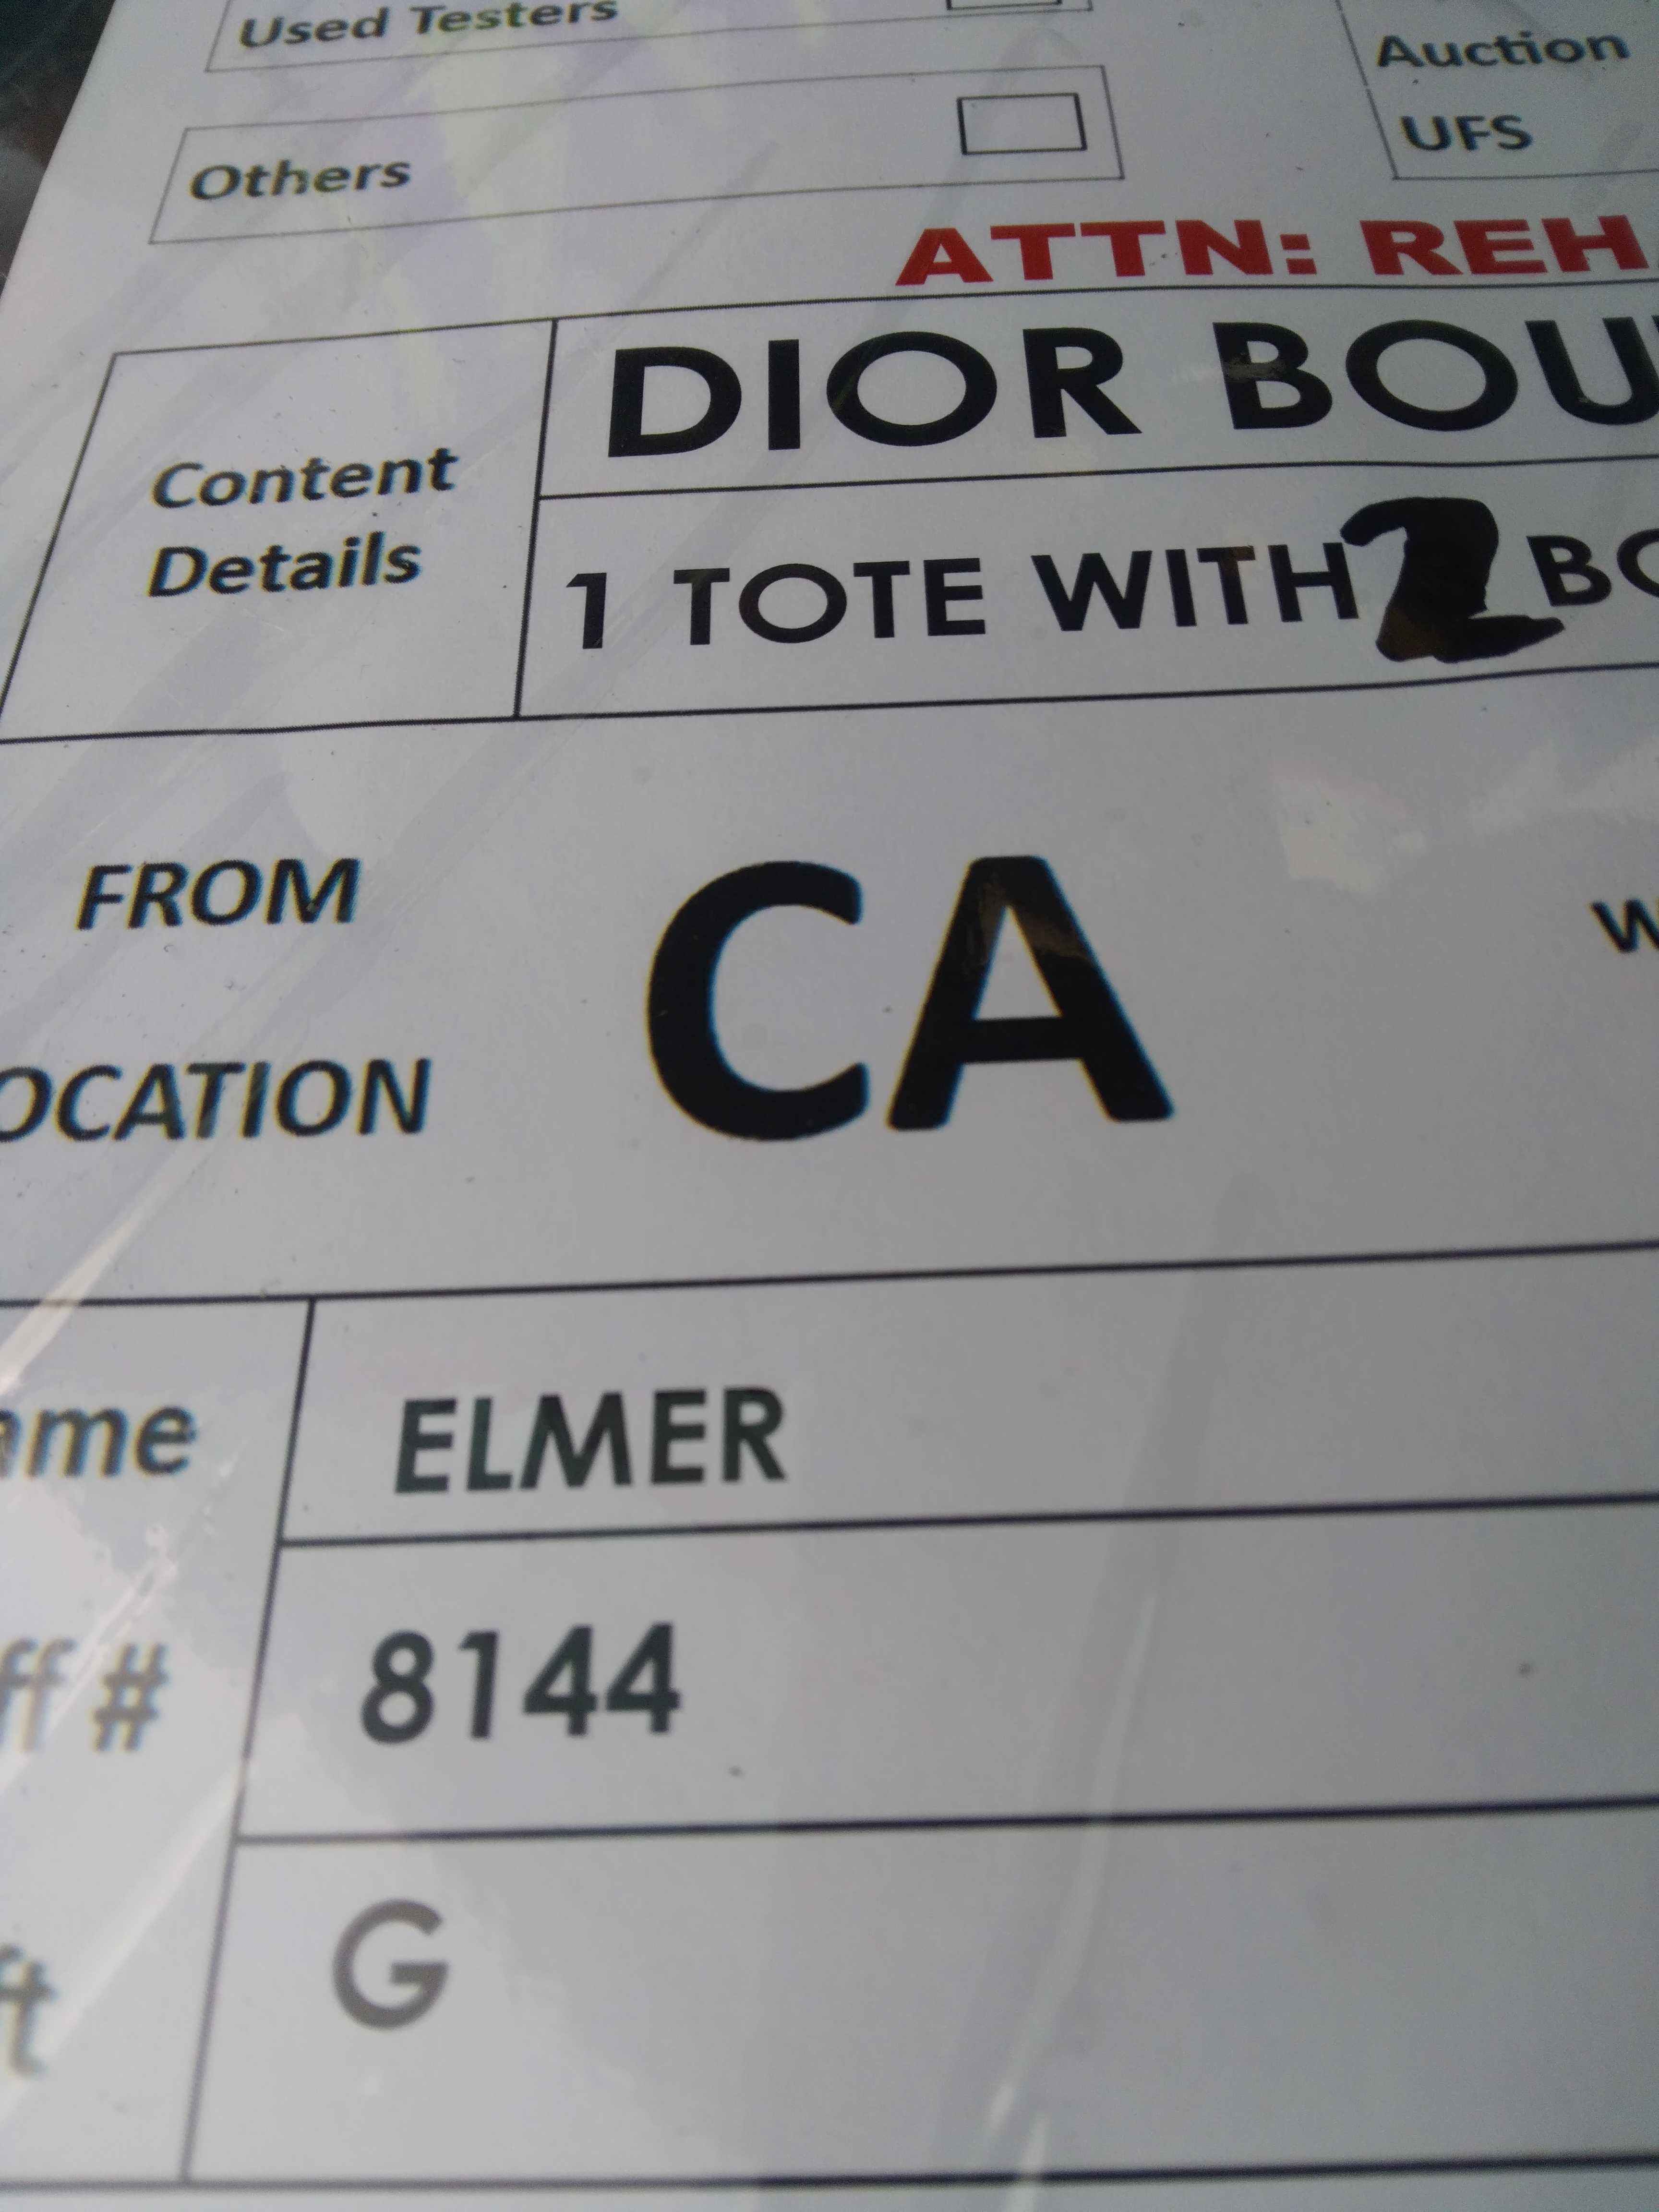 Used Testers
Auction
Others
UFS
ATTN: REH
DIOR BOU
Content
Details
1 TOTE WITH 2 BO
FROM
W
OCATION
CA
ame
ELMER
ff #
8144
ft
G